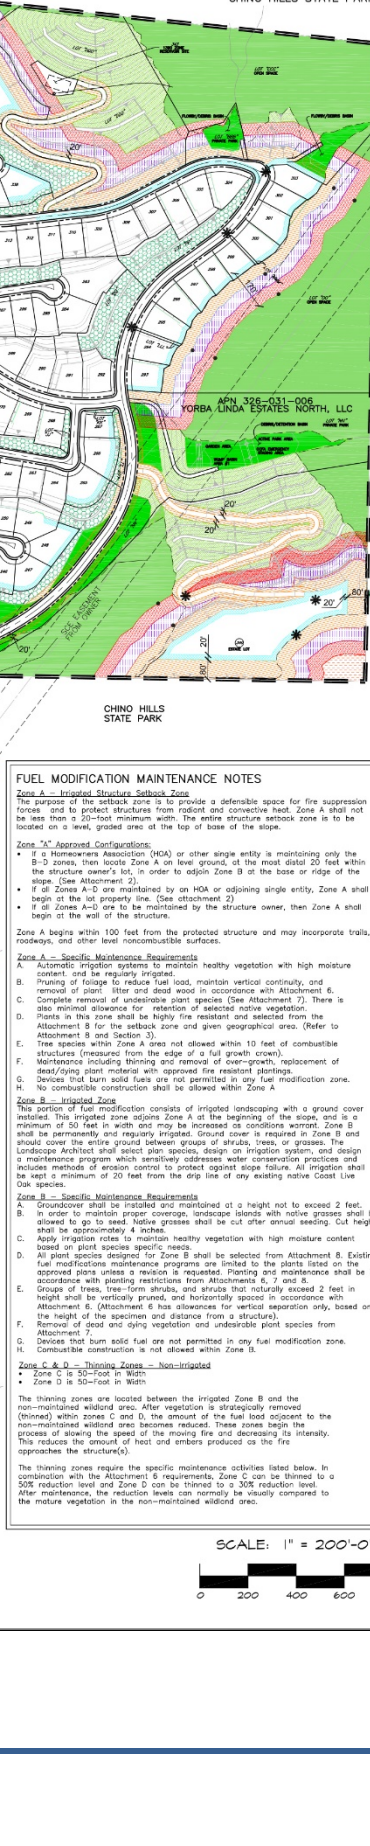 CHINO HILLS STATE PARK
OPEN SPACE
FLOWBY/DEBRIS BASIN
FLOWBY/DEBRIS BASIN
20'
OPEN SPACE
APN 326-031-006
YORBA LINDA ESTATES NORTH, LLC
20'
20'
20'
80'
20'
ESTATE LOT
80'
20'
SCE EASEMENT
FROM OWNER
CHINO HILLS
STATE PARK
FUEL MODIFICATION MAINTENANCE NOTES
Zone A – Irrigated Structure Setback Zone
The purpose of the setback zone is to provide a defensible space for fire suppression
forces and to protect structures from radiant and convective heat. Zone A shall not
be less than a 20-foot minimum width. The entire structure setback zone is to be
located on a level, graded area at the top of base of the slope.
Zone "A" Approved Configurations:
• If a Homeowners Association (HOA) or other single entity is maintaining only the
B-D zones, then locate Zone A on level ground, at the most distal 20 feet within
the structure owner's lot, in order to adjoin Zone B at the base or ridge of the
slope. (See Attachment 2).
• If all Zones A-D are maintained by an HOA or adjoining single entity, Zone A shall
begin at the lot property line. (See attachment 2)
• If all Zones A-D are to be maintained by the structure owner, then Zone A shall
begin at the wall of the structure.
Zone A begins within 100 feet from the protected structure and may incorporate trails,
roadways, and other level noncombustible surfaces.
Zone A – Specific Maintenance Requirements
A. Automatic irrigation systems to maintain healthy vegetation with high moisture
content. and be regularly irrigated.
B. Pruning of foliage to reduce fuel load, maintain vertical continuity, and
removal of plant litter and dead wood in accordance with Attachment 6.
C. Complete removal of undesirable plant species (See Attachment 7). There is
also minimal allowance for retention of selected native vegetation.
D. Plants in this zone shall be highly fire resistant and selected from the
Attachment 8 for the setback zone and given geographical area. (Refer to
Attachment 8 and Section 3).
E. Tree species within Zone A are not allowed within 10 feet of combustible
structures (measured from the edge of a full growth crown).
F. Maintenance including thinning and removal of over-growth, replacement of
dead/dying plant material with approved fire resistant plantings.
G. Devices that burn solid fuels are not permitted in any fuel modification zone.
H. No combustible construction shall be allowed within Zone A
Zone B – Irrigated Zone
This portion of fuel modification consists of irrigated landscaping with a ground cover
installed. This irrigated zone adjoins Zone A at the beginning of the slope, and is a
minimum of 50 feet in width and may be increased as conditions warrant. Zone B
shall be permanently and regularly irrigated. Ground cover is required in Zone B and
should cover the entire ground between groups of shrubs, trees, or grasses. The
Landscape Architect shall select plan species, design an irrigation system, and design
a maintenance program which sensitively addresses water conservation practices and
includes methods of erosion control to protect against slope failure. All irrigation shall
be kept a minimum of 20 feet from the drip line of any existing native Coast Live
Oak species.
Zone B – Specific Maintenance Requirements
A. Groundcover shall be installed and maintained at a height not to exceed 2 feet.
B. In order to maintain proper coverage, landscape islands with native grasses shall
allowed to go to seed. Native grasses shall be cut after annual seeding. Cut
shall be approximately 4 inches.
C. Apply irrigation rates to maintain healthy vegetation with high moisture content
based on plant species specific needs.
D. All plant species designed for Zone B shall be selected from Attachment 8.
fuel modifications maintenance programs are limited to the plants listed on the
approved plans unless a revision is requested. Planting and maintenance shall be
accordance with planting restrictions from Attachments 6, 7 and 8.
E. Groups of trees, tree-form shrubs, and shrubs that naturally exceed 2 feet in
height shall be vertically pruned, and horizontally spaced in accordance with
Attachment 6. (Attachment 6 has allowances for vertical separation only, based on
the height of the specimen and distance from a structure).
F. Removal of dead and dying vegetation and undesirable plant species from
Attachment 7.
G. Devices that burn solid fuel are not permitted in any fuel modification zone.
H. Combustible construction is not allowed within Zone B.
Zone C & D – Thinning Zones – Non-Irrigated
• Zone C is 50-Foot in Width
• Zone D is 50-Foot in Width
The thinning zones are located between the irrigated Zone B and the
non-maintained wildland area. After vegetation is strategically removed
(thinned) within zones C and D, the amount of the fuel load adjacent to the
non-maintained wildland area becomes reduced. These zones begin the
process of slowing the speed of the moving fire and decreasing its intensity.
This reduces the amount of heat and embers produced as the fire
approaches the structure(s).
The thinning zones require the specific maintenance activities listed below. In
combination with the Attachment 6 requirements, Zone C can be thinned to a
50% reduction level and Zone D can be thinned to a 30% reduction level.
After maintenance, the reduction levels can normally be visually compared to
the mature vegetation in the non-maintained wildland area.
SCALE: 1" = 200'-0
0 200 400 600